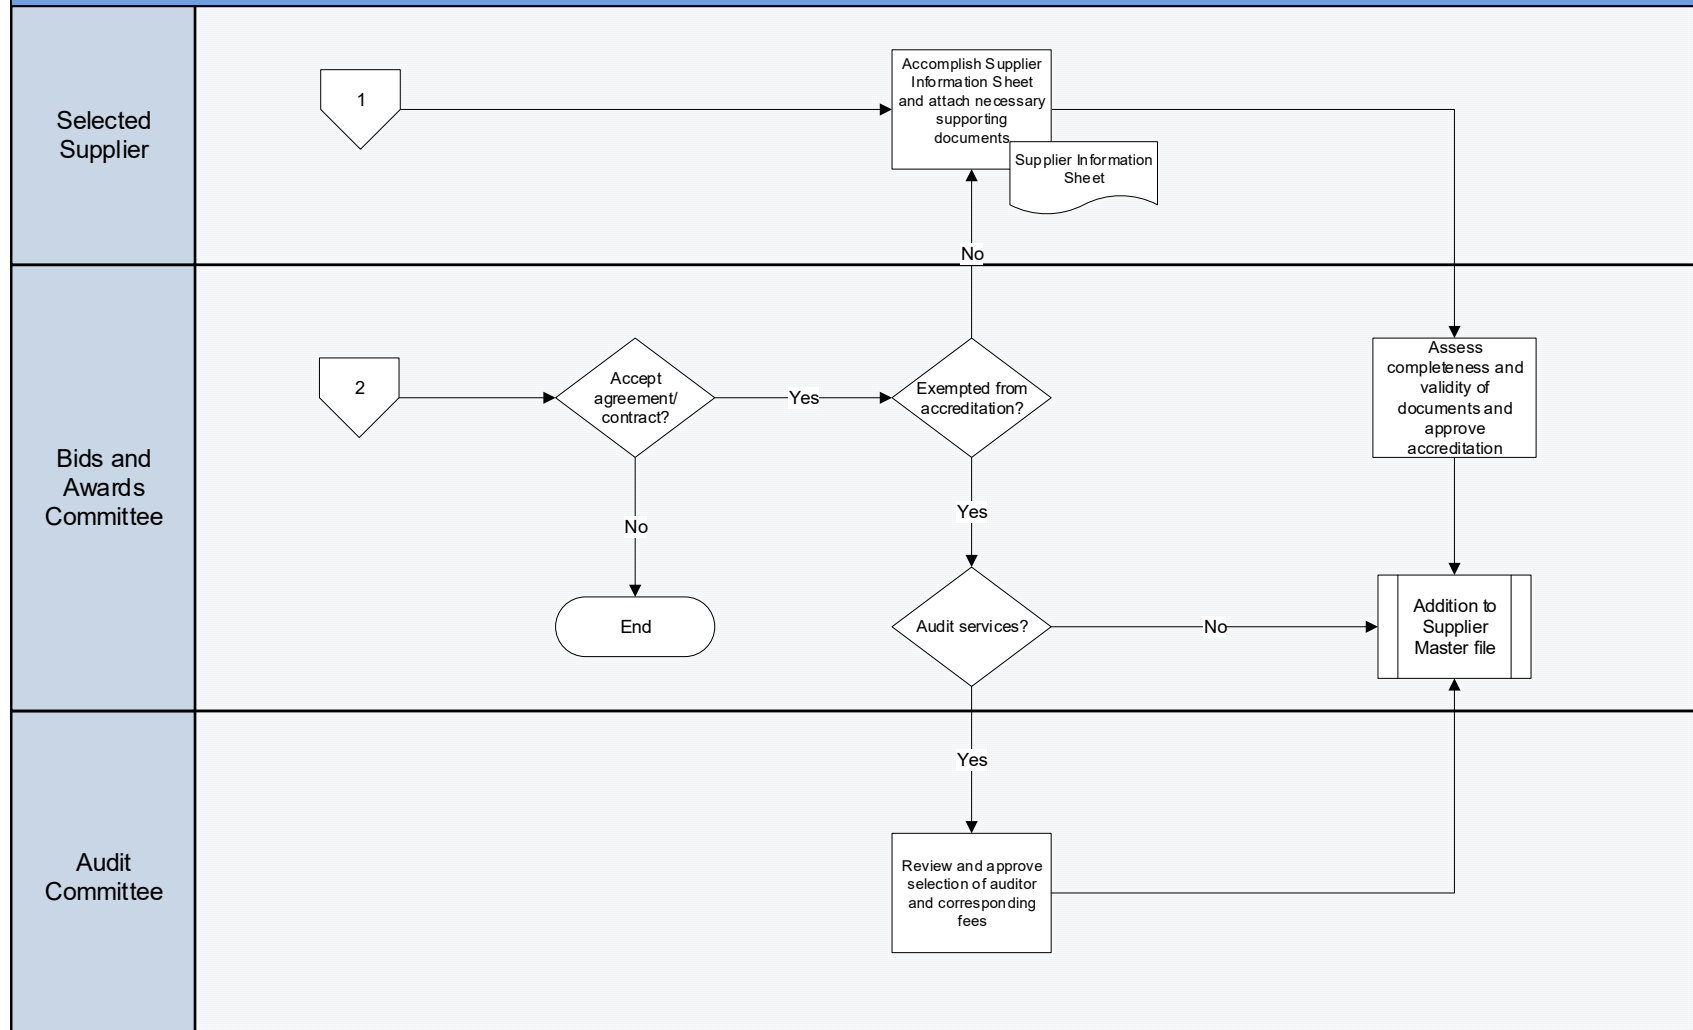 Selected
Supplier
1
Accomplish Supplier
Information Sheet
and attach necessary
supporting
documents
Supplier Information
Sheet
No
Bids and
Awards
Committee
2
Accept
agreement/
contract?
Yes
Exempted from
accreditation?
Assess
completeness and
validity of
documents and
approve
accreditation
No
Yes
End
Audit services?
No
Addition to
Supplier
Master file
Yes
Audit
Committee
Review and approve
selection of auditor
and corresponding
fees